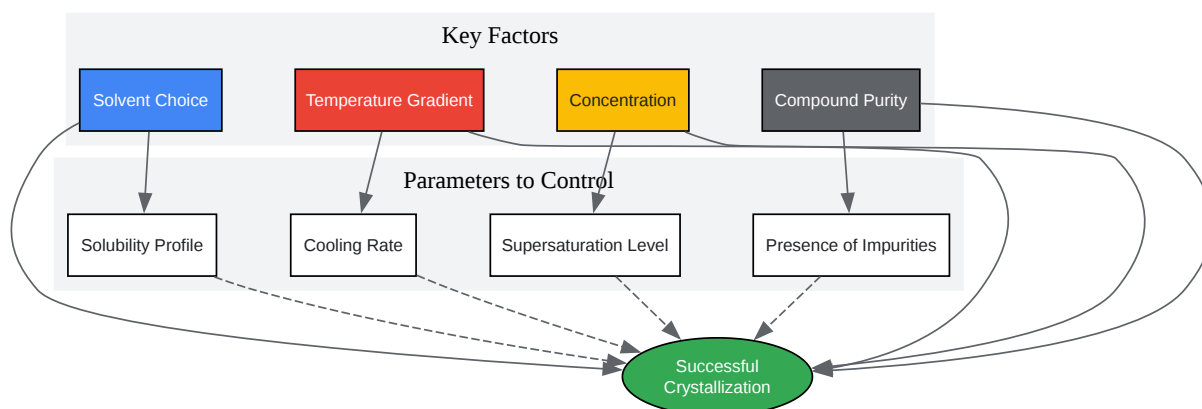 Key Factors
Solvent Choice
Temperature Gradient
Concentration
Compound Purity
Parameters to Control
Solubility Profile
Cooling Rate
Supersaturation Level
Presence of Impurities
Successful
Crystallization